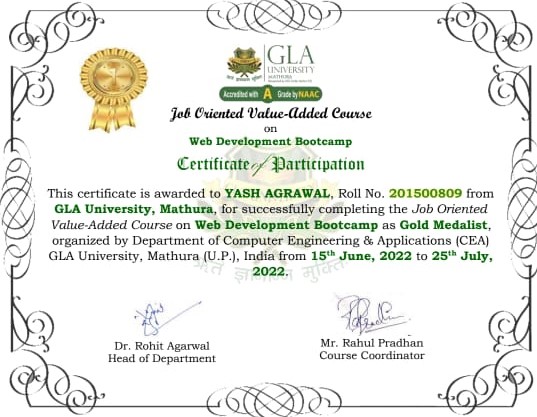 GLA
UNIVERSITY
MATHURA
Accredited with A Grade by NAAC
Job Oriented Value-Added Course
on
Web Development Bootcamp
Certificate of Participation
This certificate is awarded to YASH AGRAWAL, Roll No. 201500809 from
GLA University, Mathura, for successfully completing the Job Oriented
Value-Added Course on Web Development Bootcamp as Gold Medalist,
organized by Department of Computer Engineering & Applications (CEA)
GLA University, Mathura (U.P.), India from 15th June, 2022 to 25th July,
2022.
Dr. Rohit Agarwal
Head of Department
Mr. Rahul Pradhan
Course Coordinator